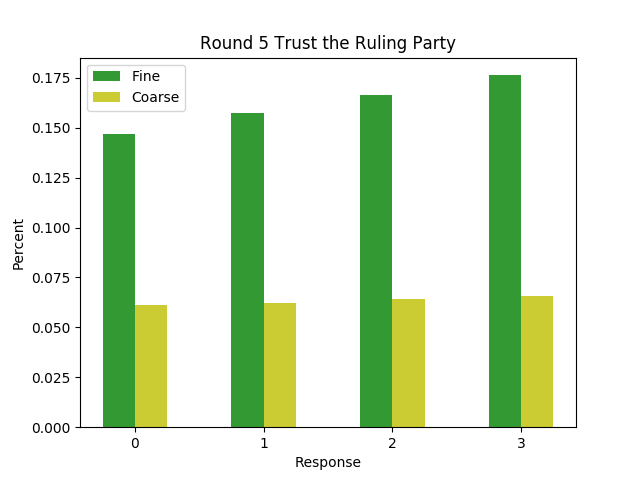 Round 5 Trust the Ruling Party
Fine
Coarse
0.175
0.150
0.125
0.100
0.075
0.050
0.025
0.000
Percent
0 1 2 3
Response